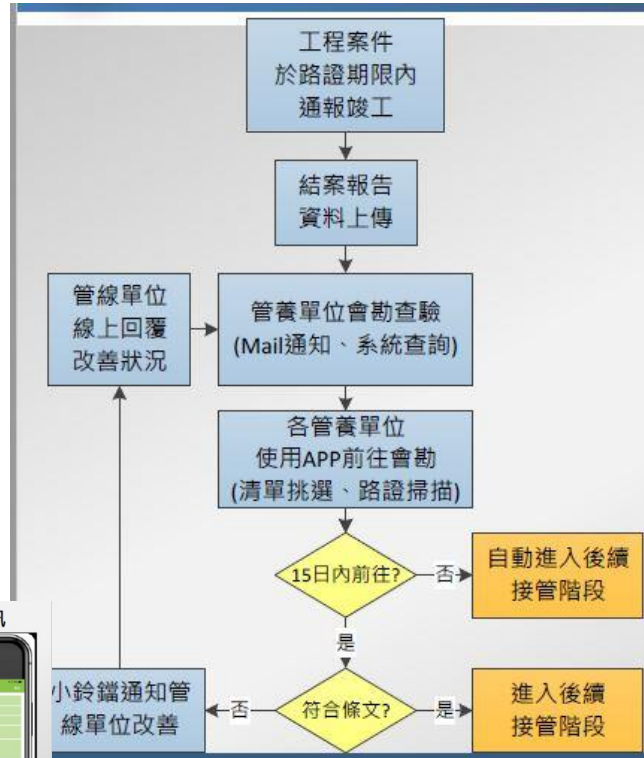 工程案件
於路證期限內
通報竣工
結案報告
資料上傳
管線單位
線上回覆
改善狀況
管養單位會勘查驗
(Mail通知、系統查詢)
各管養單位
使用APP前往會勘
(清單挑選、路證掃描)
15日內前往?
否
自動進入後續
接管階段
是
小鈴鐺通知管
線單位改善
否
符合條文?
是
進入後續
接管階段